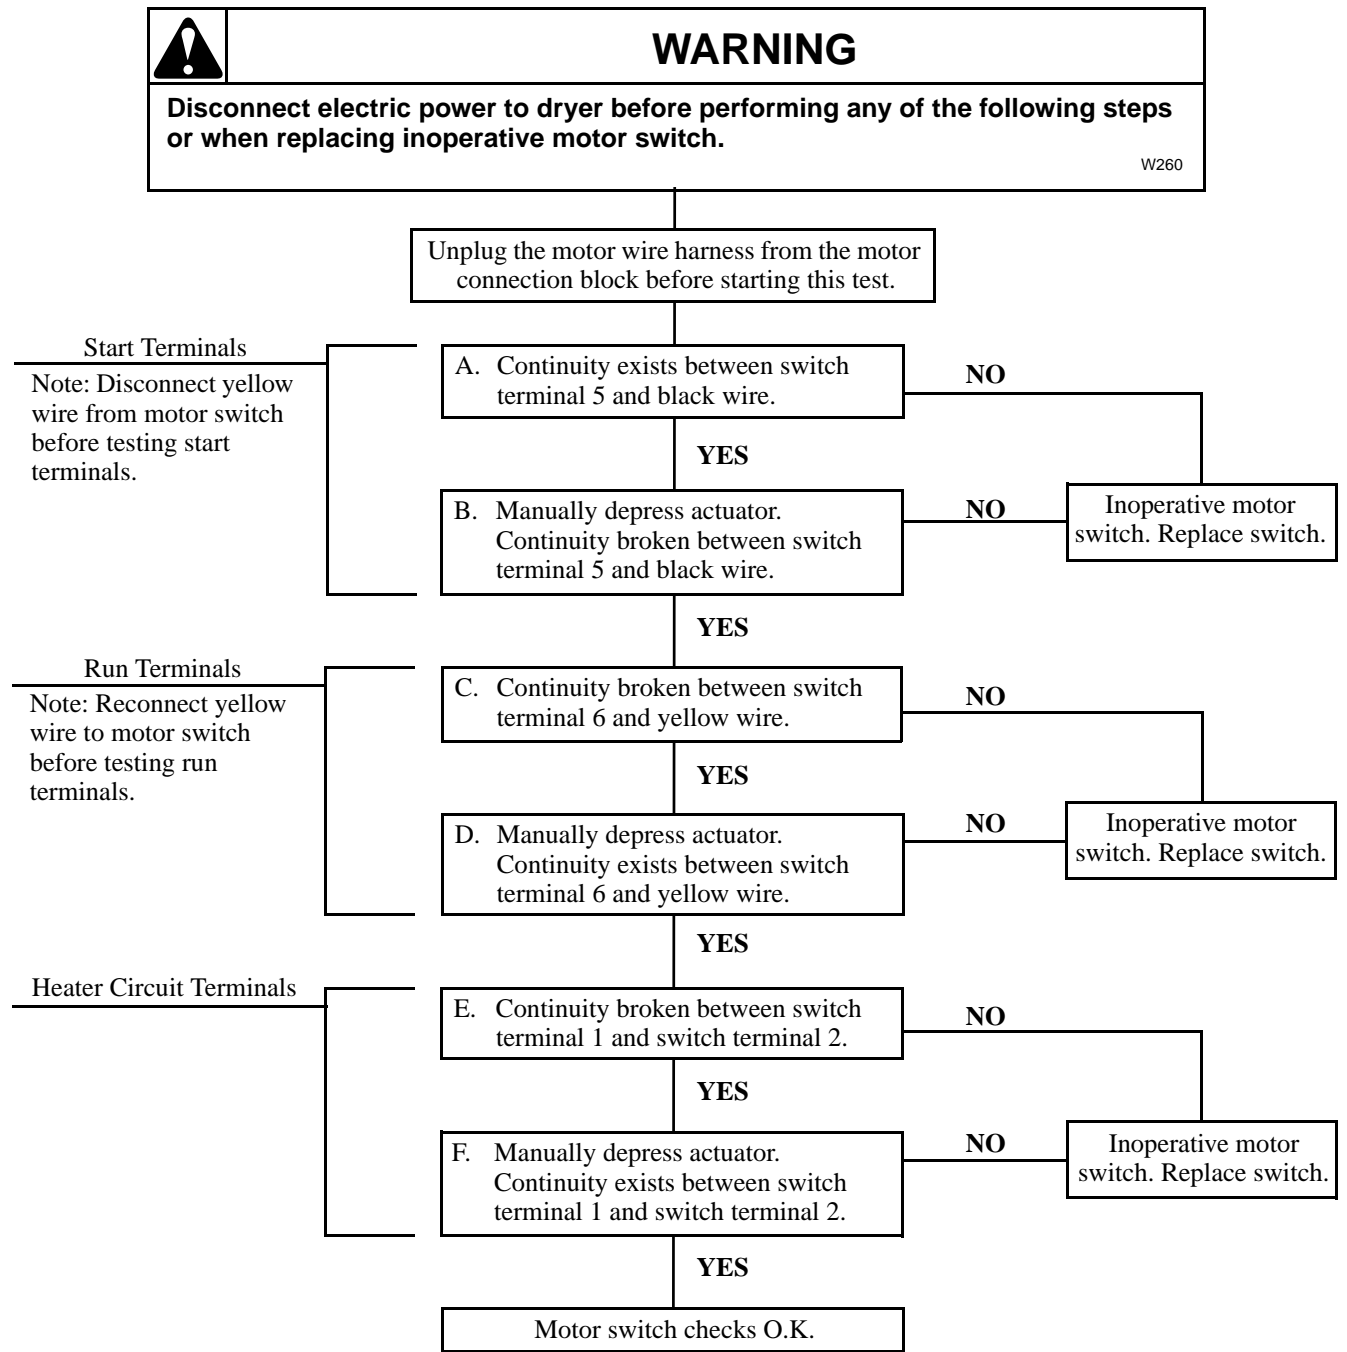 WARNING
Disconnect electric power to dryer before performing any of the following steps
or when replacing inoperative motor switch.
W260
Unplug the motor wire harness from the motor
connection block before starting this test.
Start Terminals
Note: Disconnect yellow
wire from motor switch
before testing start
terminals.
A. Continuity exists between switch
terminal 5 and black wire.
NO
YES
B. Manually depress actuator.
Continuity broken between switch
terminal 5 and black wire.
NO
Inoperative motor
switch. Replace switch.
YES
Run Terminals
Note: Reconnect yellow
wire to motor switch
before testing run
terminals.
C. Continuity broken between switch
terminal 6 and yellow wire.
NO
YES
D. Manually depress actuator.
Continuity exists between switch
terminal 6 and yellow wire.
NO
Inoperative motor
switch. Replace switch.
YES
Heater Circuit Terminals
E. Continuity broken between switch
terminal 1 and switch terminal 2.
NO
YES
F. Manually depress actuator.
Continuity exists between switch
terminal 1 and switch terminal 2.
NO
Inoperative motor
switch. Replace switch.
YES
Motor switch checks O.K.